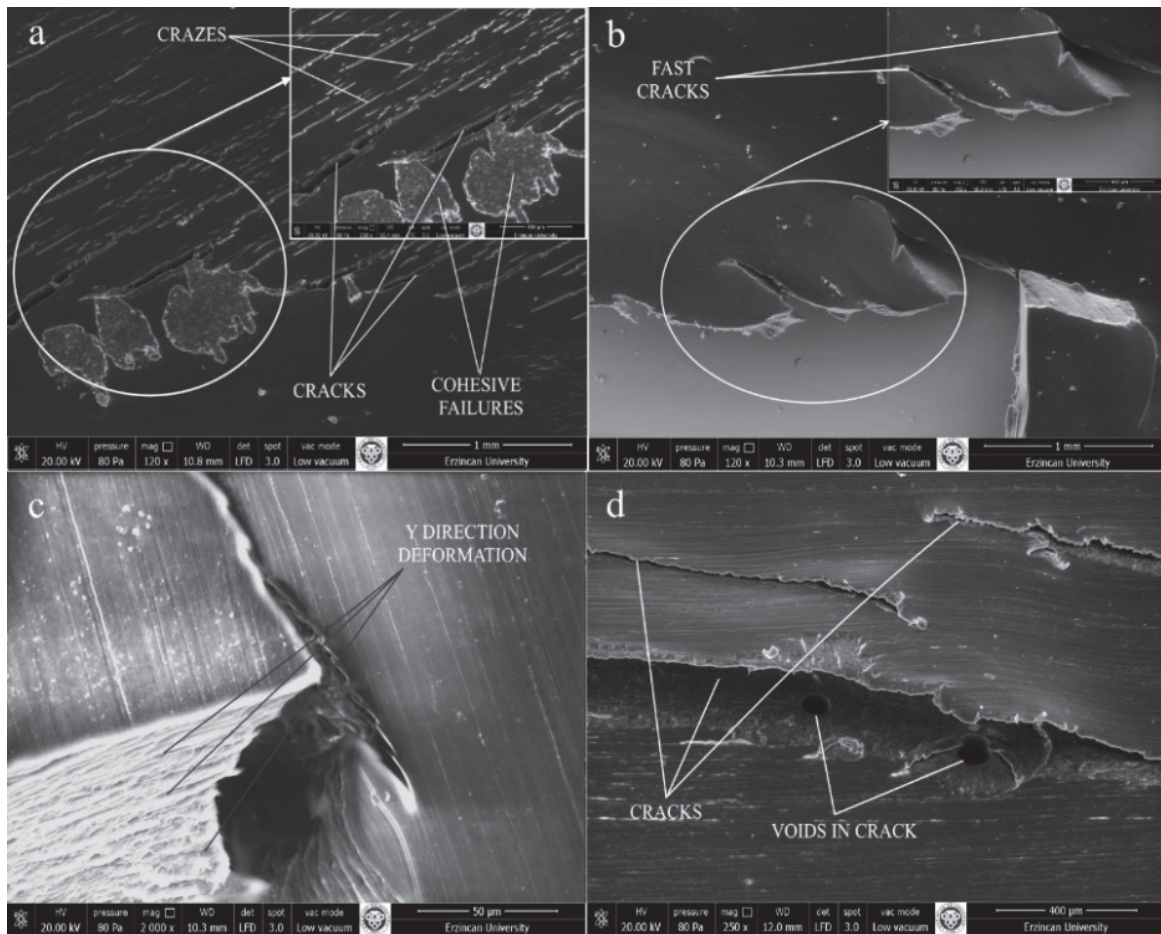 a
CRAZES
CRACKS
COHESIVE
FAILURES
HV pressure mag WD det spot vac mode 1 mm
20.00 kV 80 Pa 120 x 10.8 mm LFD 3.0 Low vacuum Erzincan University
b
FAST
CRACKS
HV pressure mag WD det spot vac mode 1 mm
20.00 kV 80 Pa 120 x 10.3 mm LFD 3.0 Low vacuum Erzincan University
c
Y DIRECTION
DEFORMATION
HV pressure mag WD det spot vac mode 50 µm
20.00 kV 80 Pa 2 000 x 10.3 mm LFD 3.0 Low vacuum Erzincan University
d
CRACKS
VOIDS IN CRACK
HV pressure mag WD det spot vac mode 400 µm
20.00 kV 80 Pa 250 x 12.0 mm LFD 3.0 Low vacuum Erzincan University